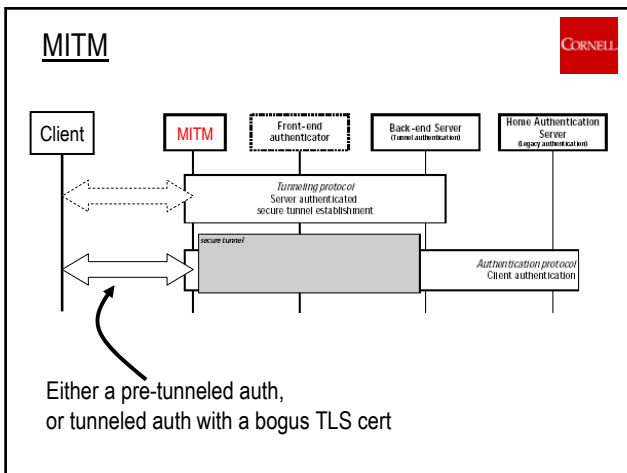 MITM
CORNELL
Client
MITM
Front-end
authenticator
Back-end Server
(Tunnel authentication)
Home Authentication
Server
(Legacy authentication)
Tunneling protocol
Server authenticated
secure tunnel establishment
secure tunnel
Authentication protocol
Client authentication
Either a pre-tunneled auth,
or tunneled auth with a bogus TLS cert